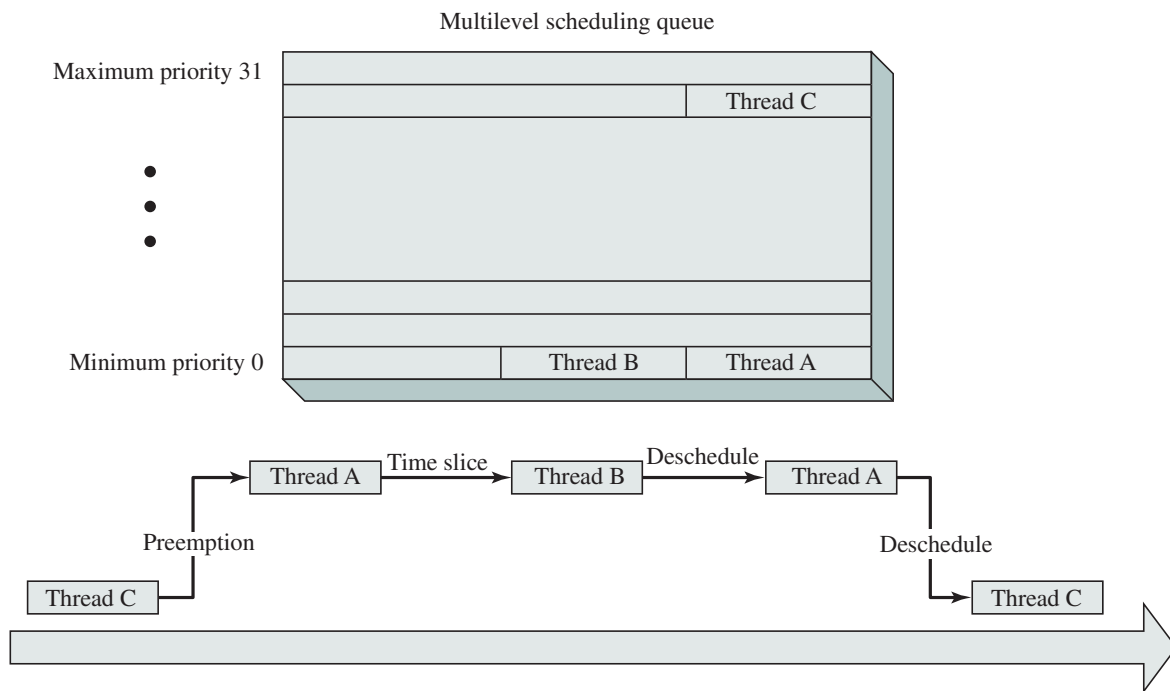 Multilevel scheduling queue
Maximum priority 31
Thread C
Minimum priority 0
Thread B
Thread A
Thread A
Time slice
Thread B
Deschedule
Thread A
Preemption
Deschedule
Thread C
Thread C